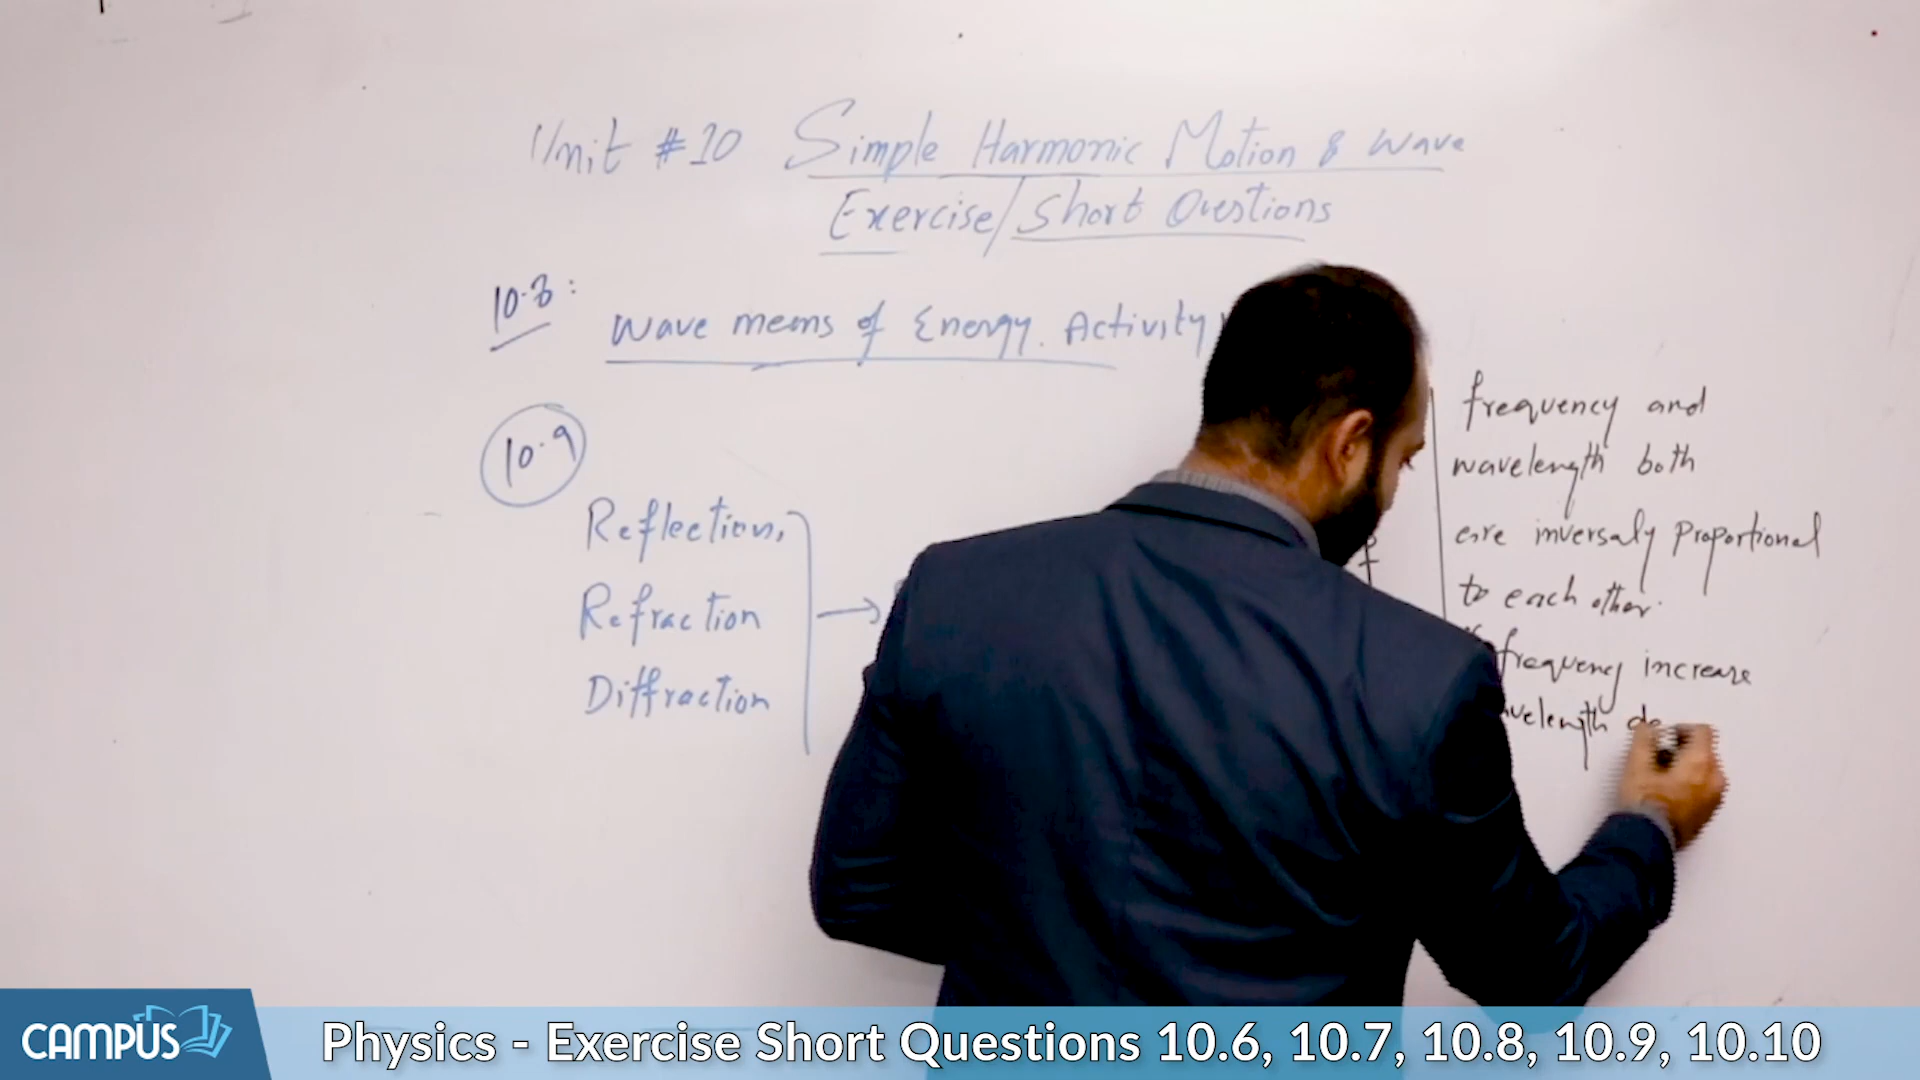 Unit #10 Simple Harmonic Motion & Wave
Exercise/Short Questions
10.8:
Wave means of Energy. Activity
10.9
Reflection,
Refraction
Diffraction
frequency and
wavelength both
are inversaly proportional
to each other.
frequency increase
CAMPUS
Physics - Exercise Short Questions 10.6, 10.7, 10.8, 10.9, 10.10